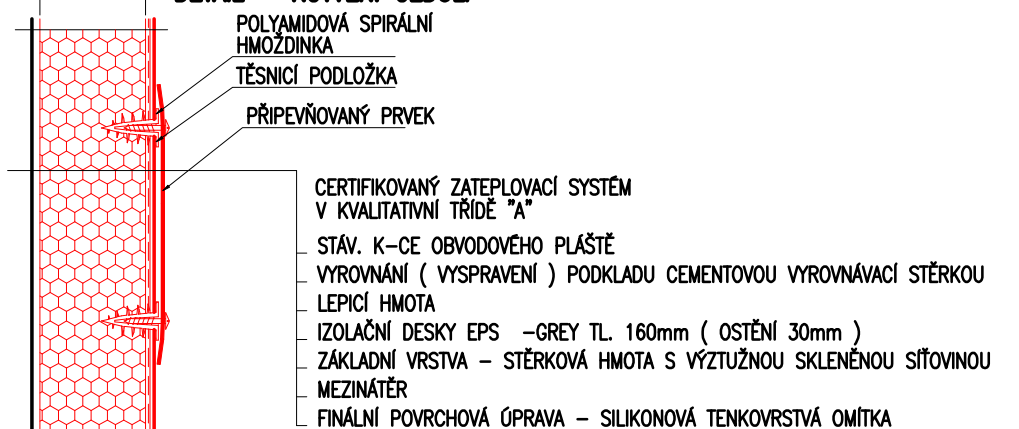 POLYAMIDOVÁ SPIRÁLNÍ
HMOŽDINKA
TĚSNICÍ PODLOŽKA
PŘIPEVŇOVANÝ PRVEK
CERTIFIKOVANÝ ZATEPLOVACÍ SYSTÉM
V KVALITATIVNÍ TŘÍDĚ "A"
STÁV. K-CE OBVODOVÉHO PLÁŠTĚ
VYROVNÁNÍ ( VYSPRAVENÍ ) PODKLADU CEMENTOVOU VYROVNÁVACÍ STĚRKOU
LEPICÍ HMOTA
IZOLAČNÍ DESKY EPS -GREY TL. 160mm ( OSTĚNÍ 30mm )
ZÁKLADNÍ VRSTVA - STĚRKOVÁ HMOTA S VÝZTUŽNOU SKLENĚNOU SÍŤOVINOU
MEZINÁTĚR
FINÁLNÍ POVRCHOVÁ ÚPRAVA - SILIKONOVÁ TENKOVRSTVÁ OMÍTKA